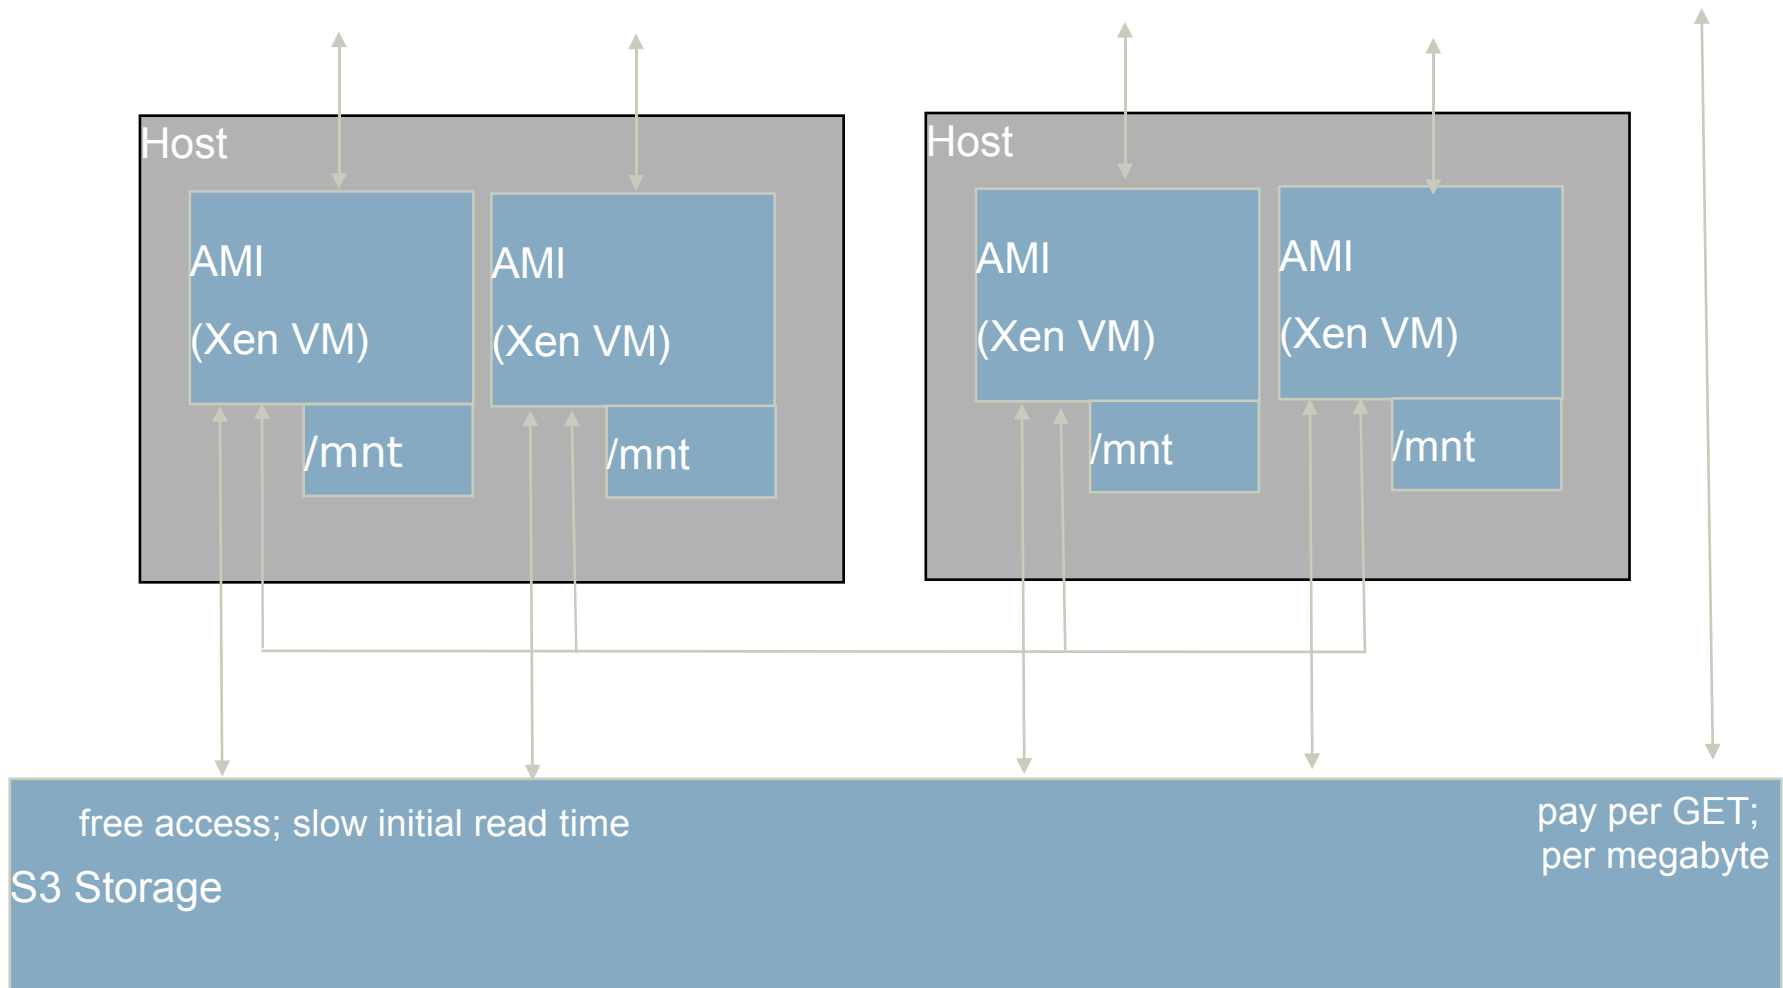 Host
AMI
(Xen VM)
/mnt
AMI
(Xen VM)
/mnt
Host
AMI
(Xen VM)
/mnt
AMI
(Xen VM)
/mnt
free access; slow initial read time
S3 Storage
pay per GET;
per megabyte